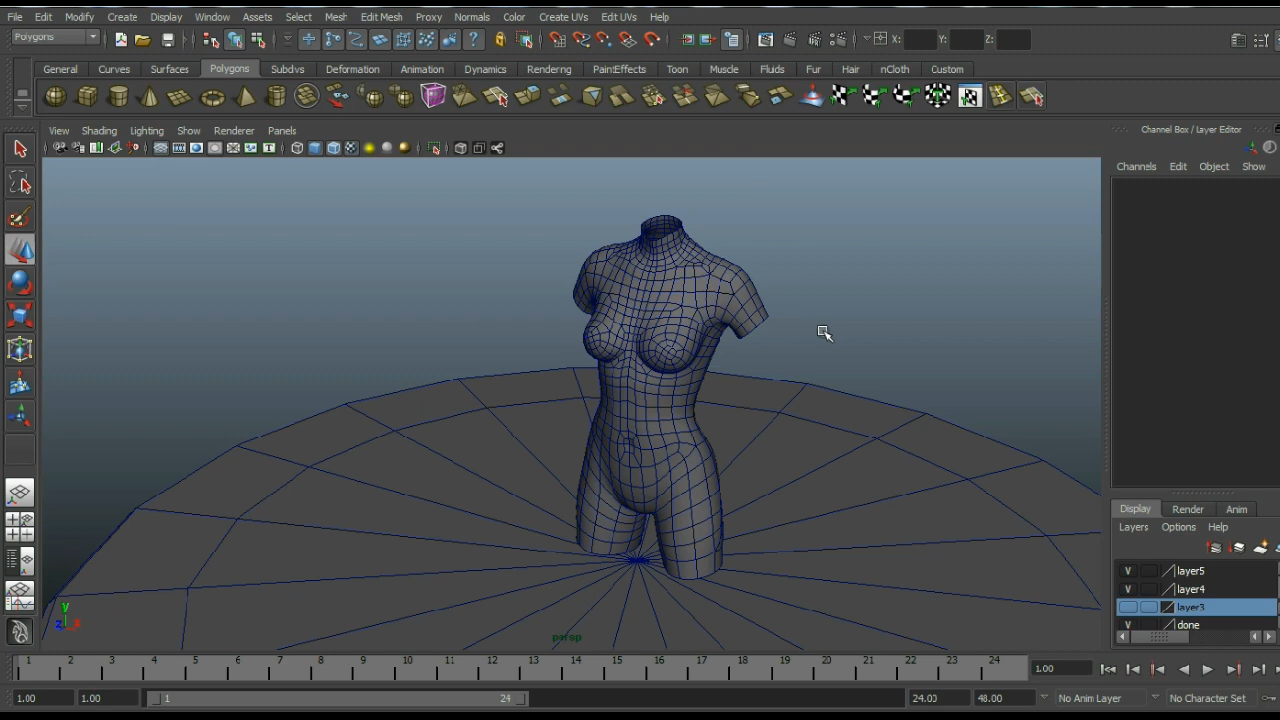 File Edit Modify Create Display Window Assets Select Mesh Edit Mesh Proxy Normals Color Create UVs Edit UVs Help
Polygons X: Y: Z:
General Curves Surfaces Polygons Subdivs Deformation Animation Dynamics Rendering PaintEffects Toon Muscle Fluids Fur Hair nCloth Custom
View Shading Lighting Show Renderer Panels
Channel Box / Layer Editor
Channels Edit Object Show
Display Render Anim
Layers Options Help
V layer5
V layer4
layer3
V done
y
z x
persp
1 2 3 4 5 6 7 8 9 10 11 12 13 14 15 16 17 18 19 20 21 22 23 24 1.00
1.00 1.00 1 24 24.00 48.00 No Anim Layer No Character Set